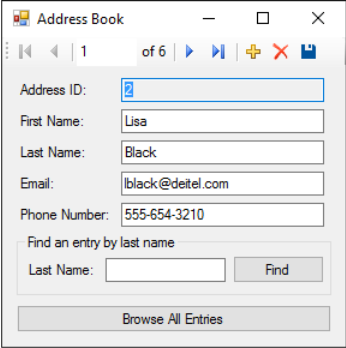 Address Book
1 of 6
Address ID: 2
First Name: Lisa
Last Name: Black
Email: lblack@deitel.com
Phone Number: 555-654-3210
Find an entry by last name
Last Name: Find
Browse All Entries